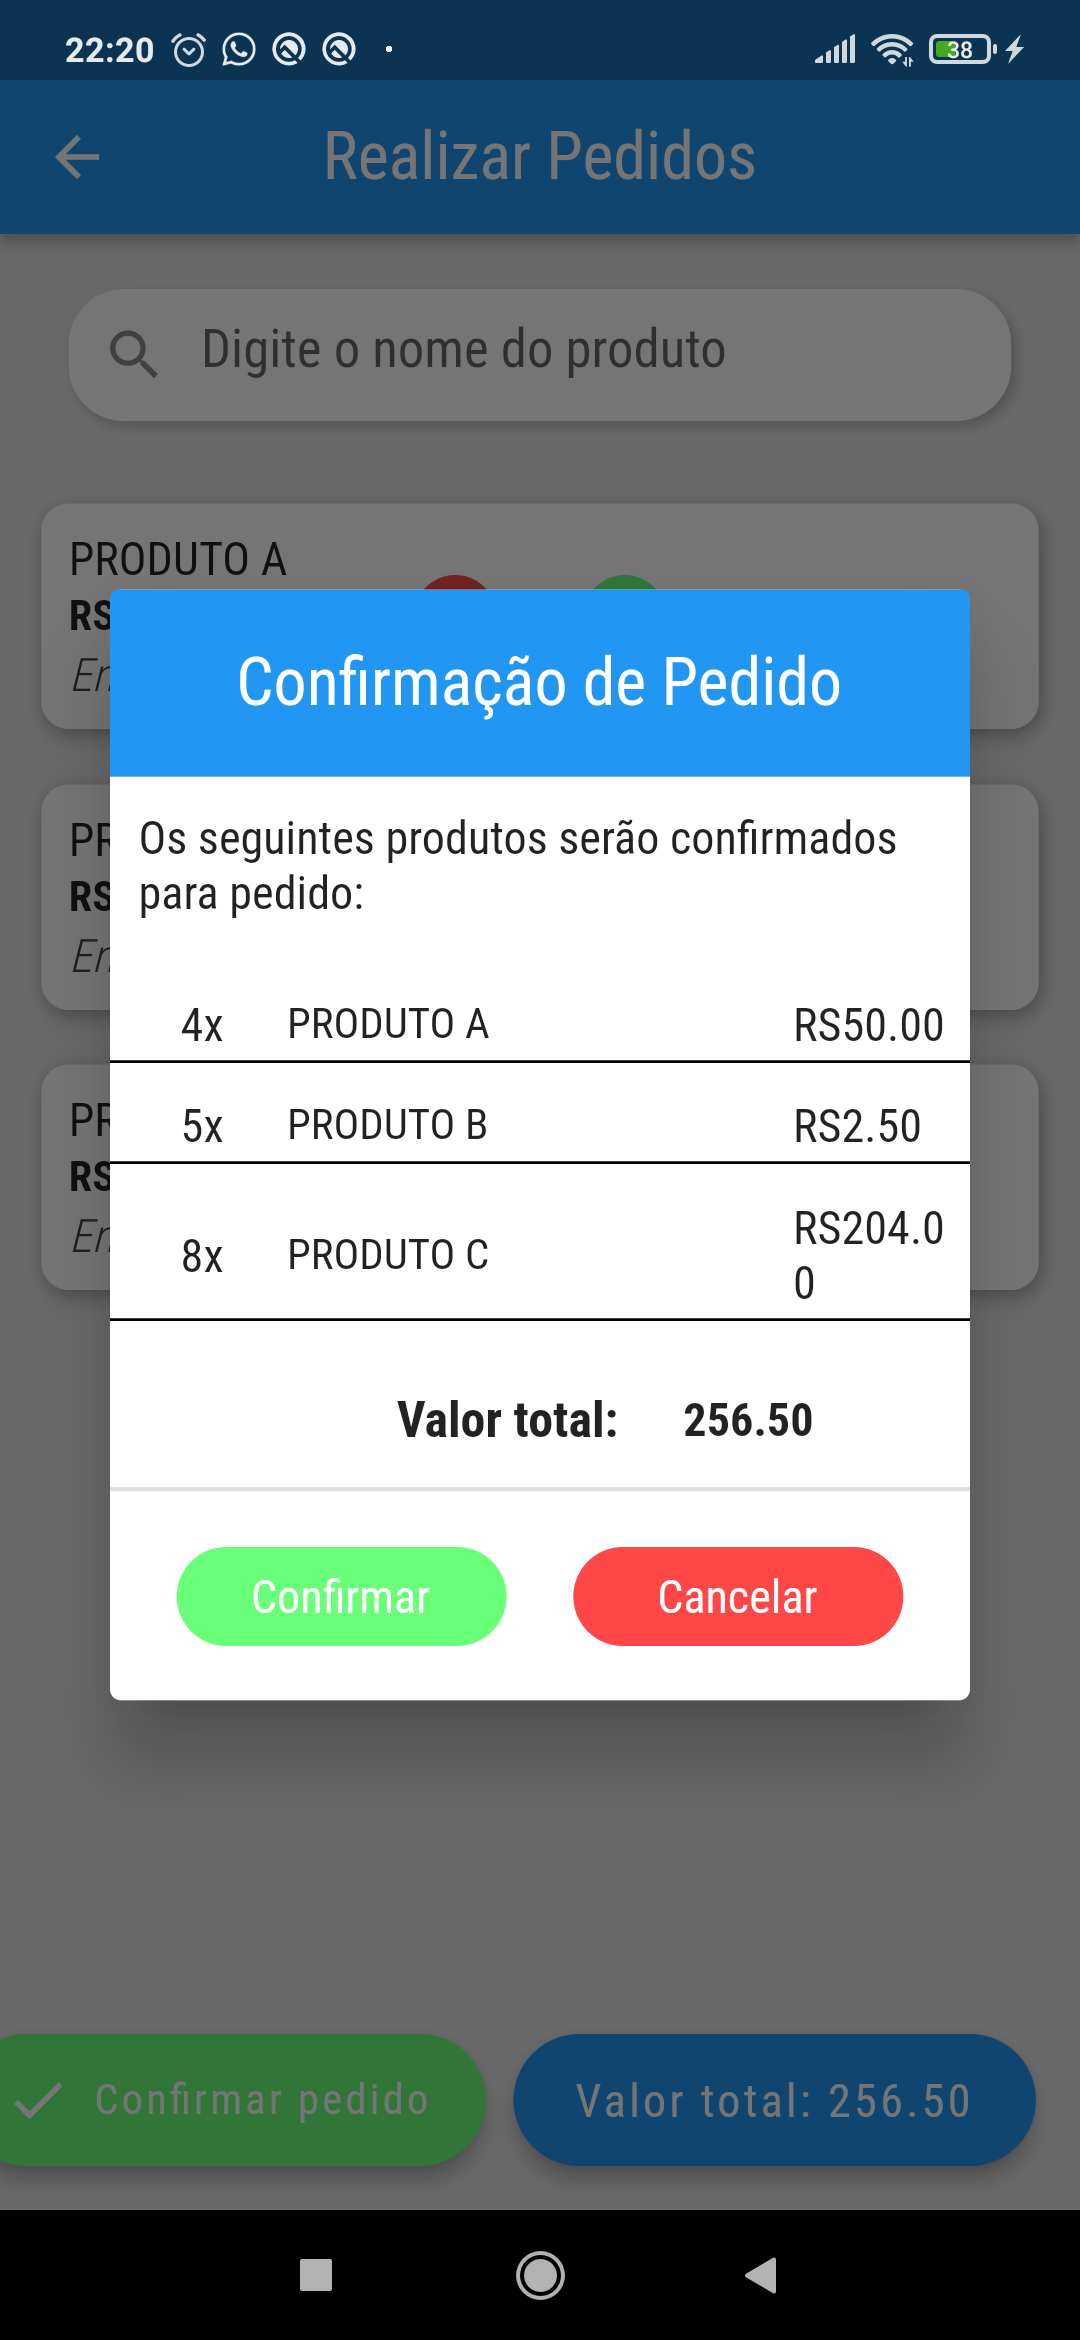 22:20
38
Realizar Pedidos
Digite o nome do produto
PRODUTO A
RS
En
Confirmação de Pedido
Os seguintes produtos serão confirmados
para pedido:
PR
RS
En
4x PRODUTO A RS50.00
5x PRODUTO B RS2.50
PR
RS
En
8x PRODUTO C RS204.0
0
Valor total: 256.50
Confirmar Cancelar
Confirmar pedido Valor total: 256.50